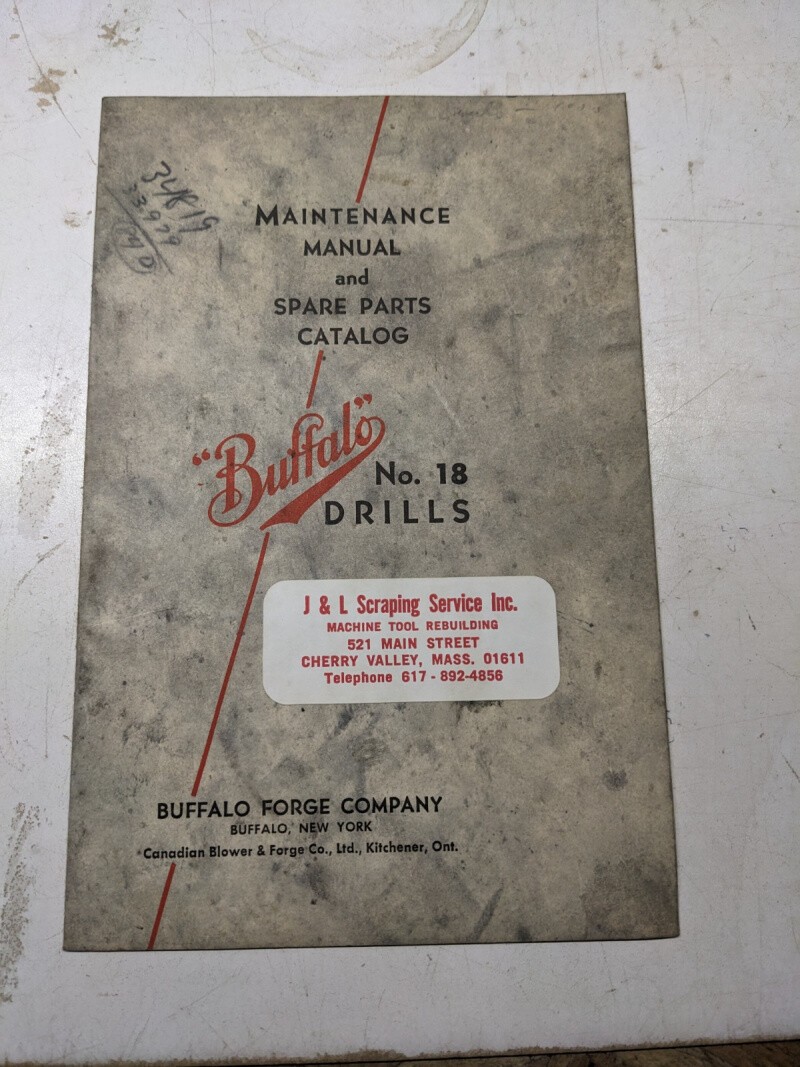 34R19
33979
MAINTENANCE
MANUAL
and
SPARE PARTS
CATALOG
"Buffalo"
No. 18
DRILLS
J & L Scraping Service Inc.
MACHINE TOOL REBUILDING
521 MAIN STREET
CHERRY VALLEY, MASS. 01611
Telephone 617 - 892-4856
BUFFALO FORGE COMPANY
BUFFALO, NEW YORK
Canadian Blower & Forge Co., Ltd., Kitchener, Ont.